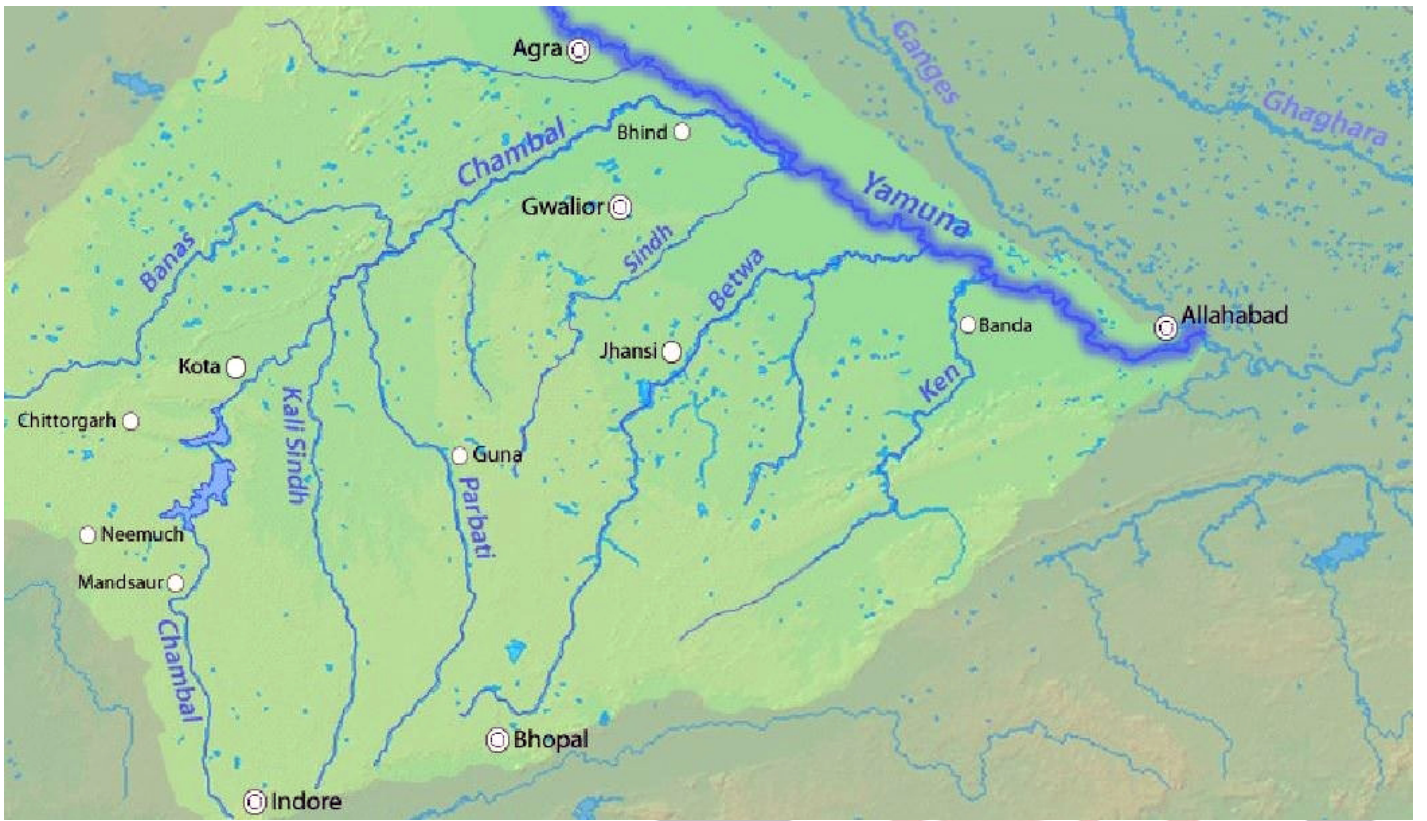 Agra
Ganges
Ghaghara
Bhind
Chambal
Yamuna
Gwalior
Banas
Sindh
Betwa
Allahabad
Banda
Jhansi
Kota
Ken
Chittorgarh
Kali Sindh
Guna
Parbati
Neemuch
Mandsaur
Chambal
Bhopal
Indore